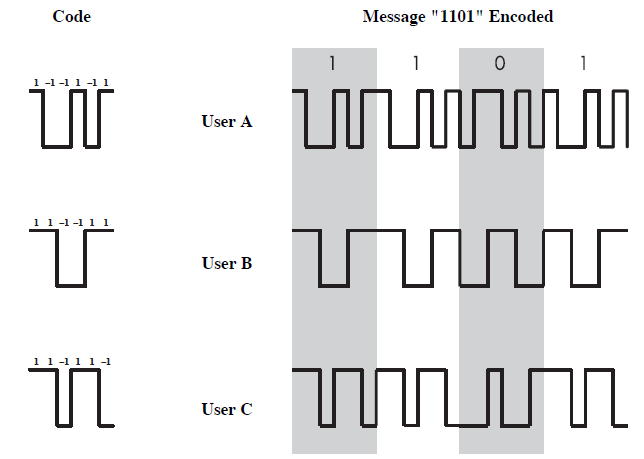 Code
Message "1101" Encoded
1 1 0 1
1 –1 –1 1 –1 1
User A
1 1 –1 –1 1 1
User B
1 1 –1 1 1 –1
User C